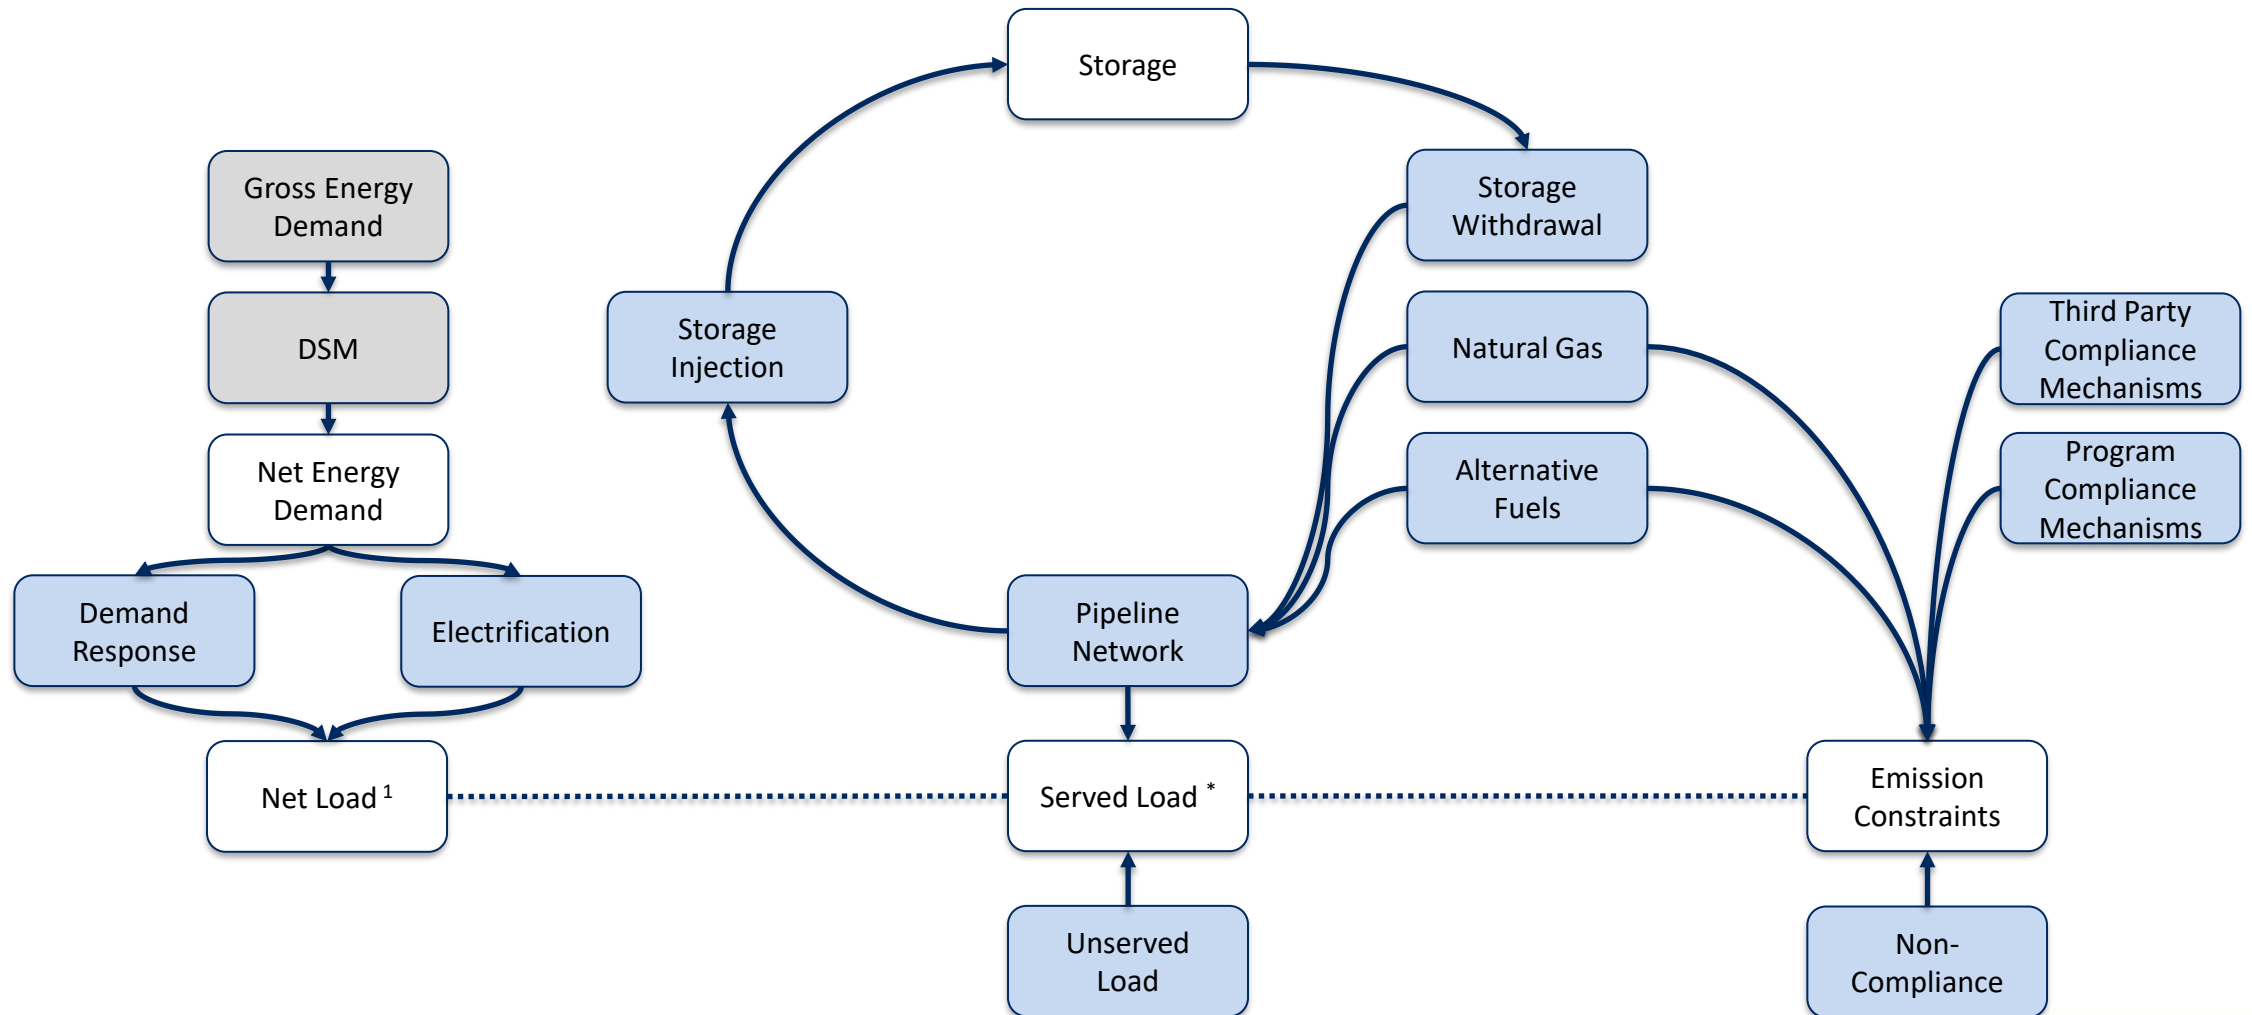 Storage
Gross Energy
Demand
Storage
Withdrawal
DSM
Storage
Injection
Natural Gas
Third Party
Compliance
Mechanisms
Net Energy
Demand
Alternative
Fuels
Program
Compliance
Mechanisms
Demand
Response
Electrification
Pipeline
Network
Net Load 1
Served Load *
Emission
Constraints
Unserved
Load
Non-
Compliance